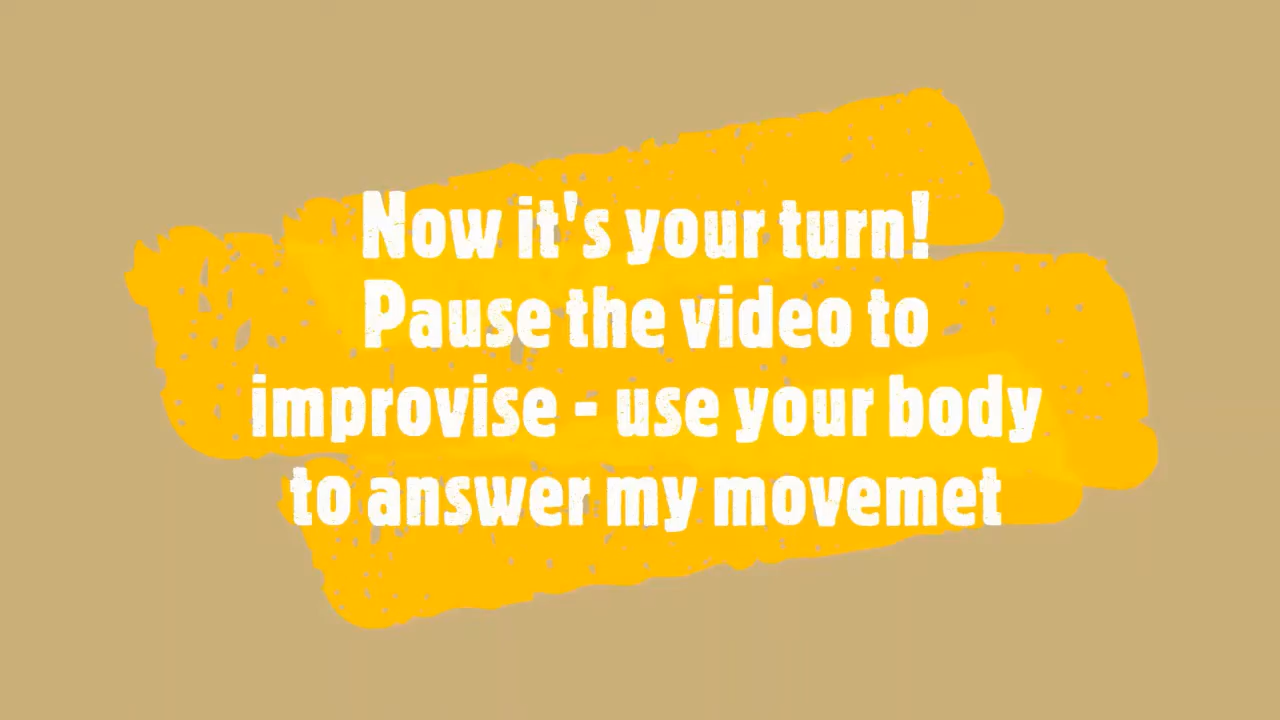 Now it's your turn!
Pause the video to
improvise - use your body
to answer my movemet